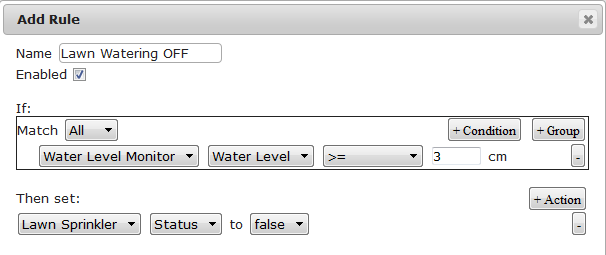 Add Rule
Name Lawn Watering OFF
Enabled
If:
Match All + Condition + Group
Water Level Monitor Water Level >= 3 cm -
Then set: + Action
Lawn Sprinkler Status to false -